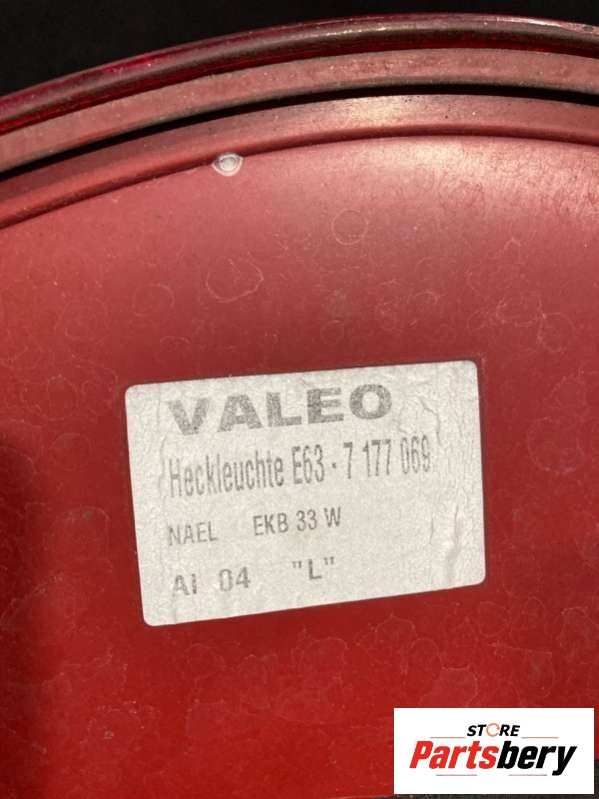 VALEO
Heckleuchte E63 - 7 177 069
NAEL EKB 33 W
AI 04 "L"
STORE
Partsbery